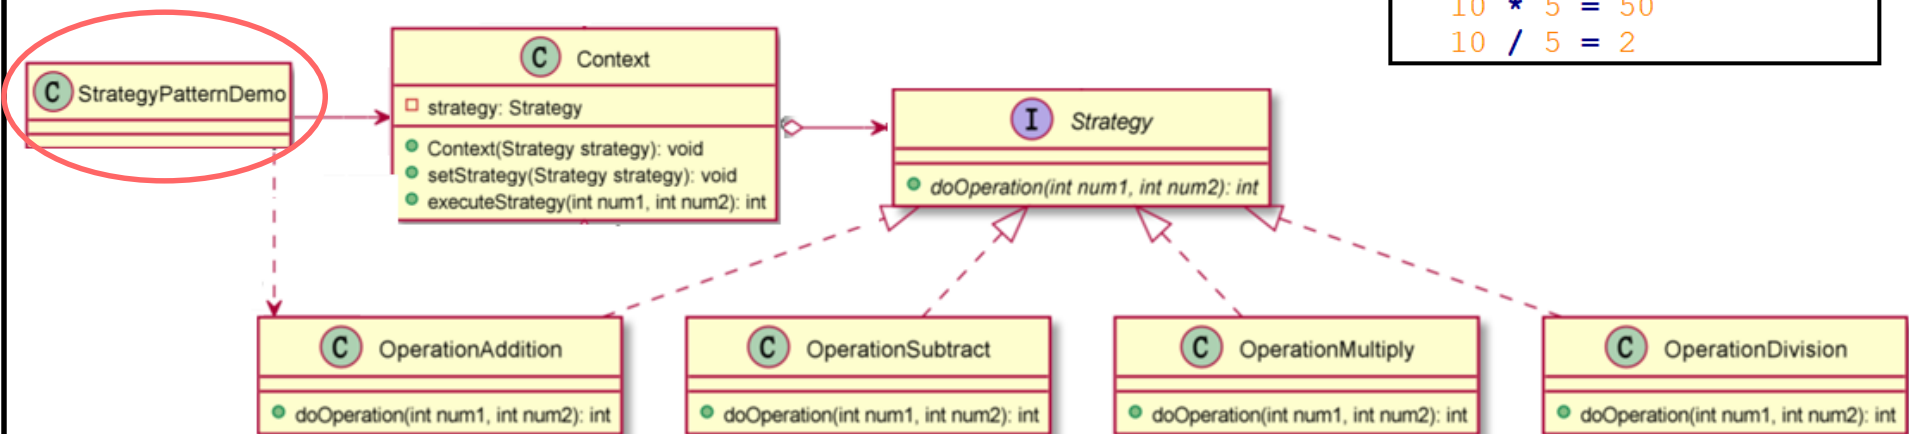 10 * 5 = 50
10 / 5 = 2
C StrategyPatternDemo
C Context
strategy: Strategy
Context(Strategy strategy): void
setStrategy(Strategy strategy): void
executeStrategy(int num1, int num2): int
I Strategy
doOperation(int num1, int num2): int
C OperationAddition
doOperation(int num1, int num2): int
C OperationSubtract
doOperation(int num1, int num2): int
C OperationMultiply
doOperation(int num1, int num2): int
C OperationDivision
doOperation(int num1, int num2): int